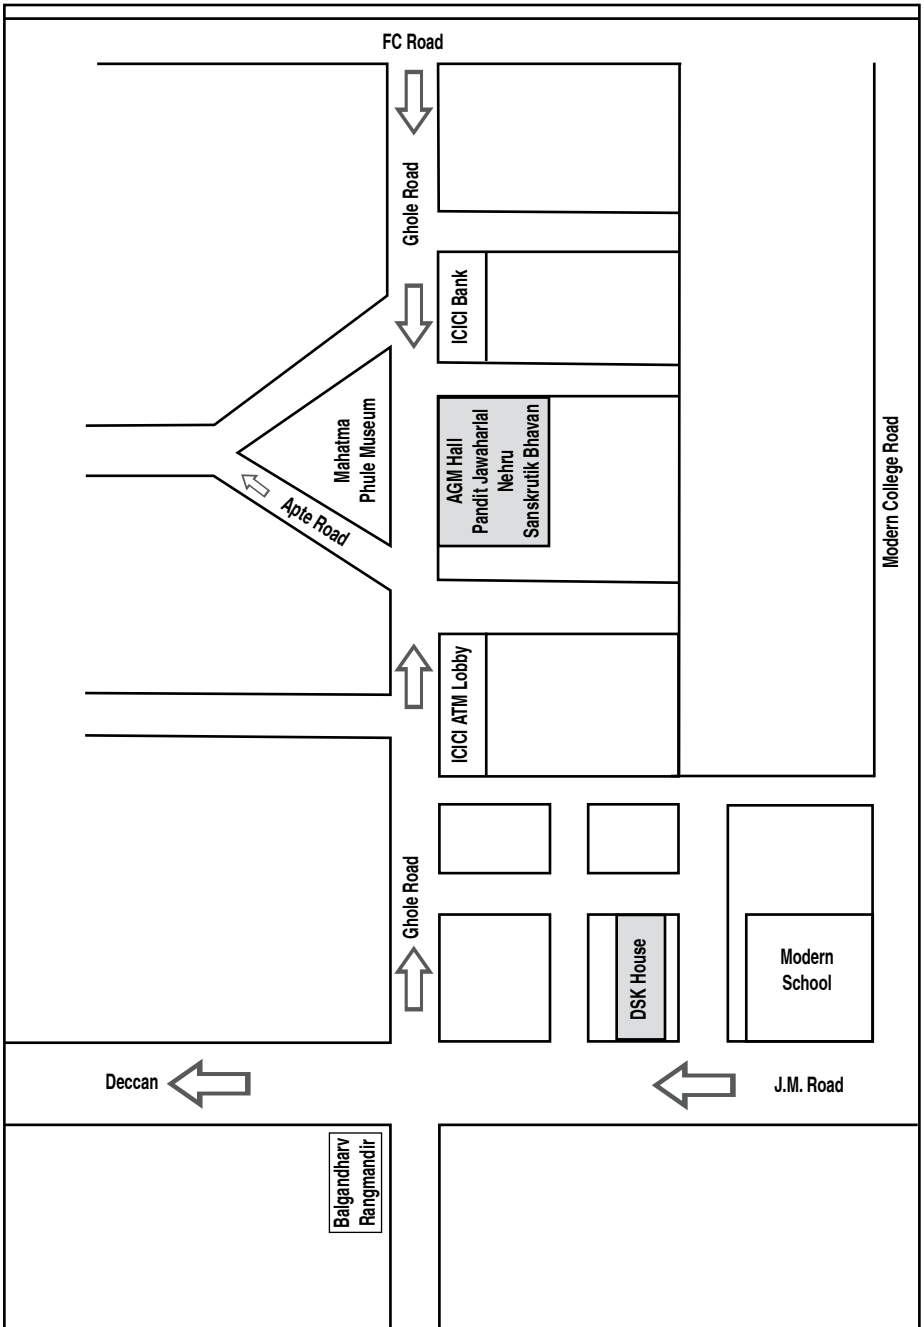 FC Road
Ghole Road
ICICI Bank
Mahatma
Phule Museum
AGM Hall
Pandit Jawaharlal
Nehru
Sanskrutik Bhavan
Modern College Road
Apte Road
ICICI ATM Lobby
Ghole Road
DSK House
Modern
School
Deccan
J.M. Road
Balgandharv
Rangmandir